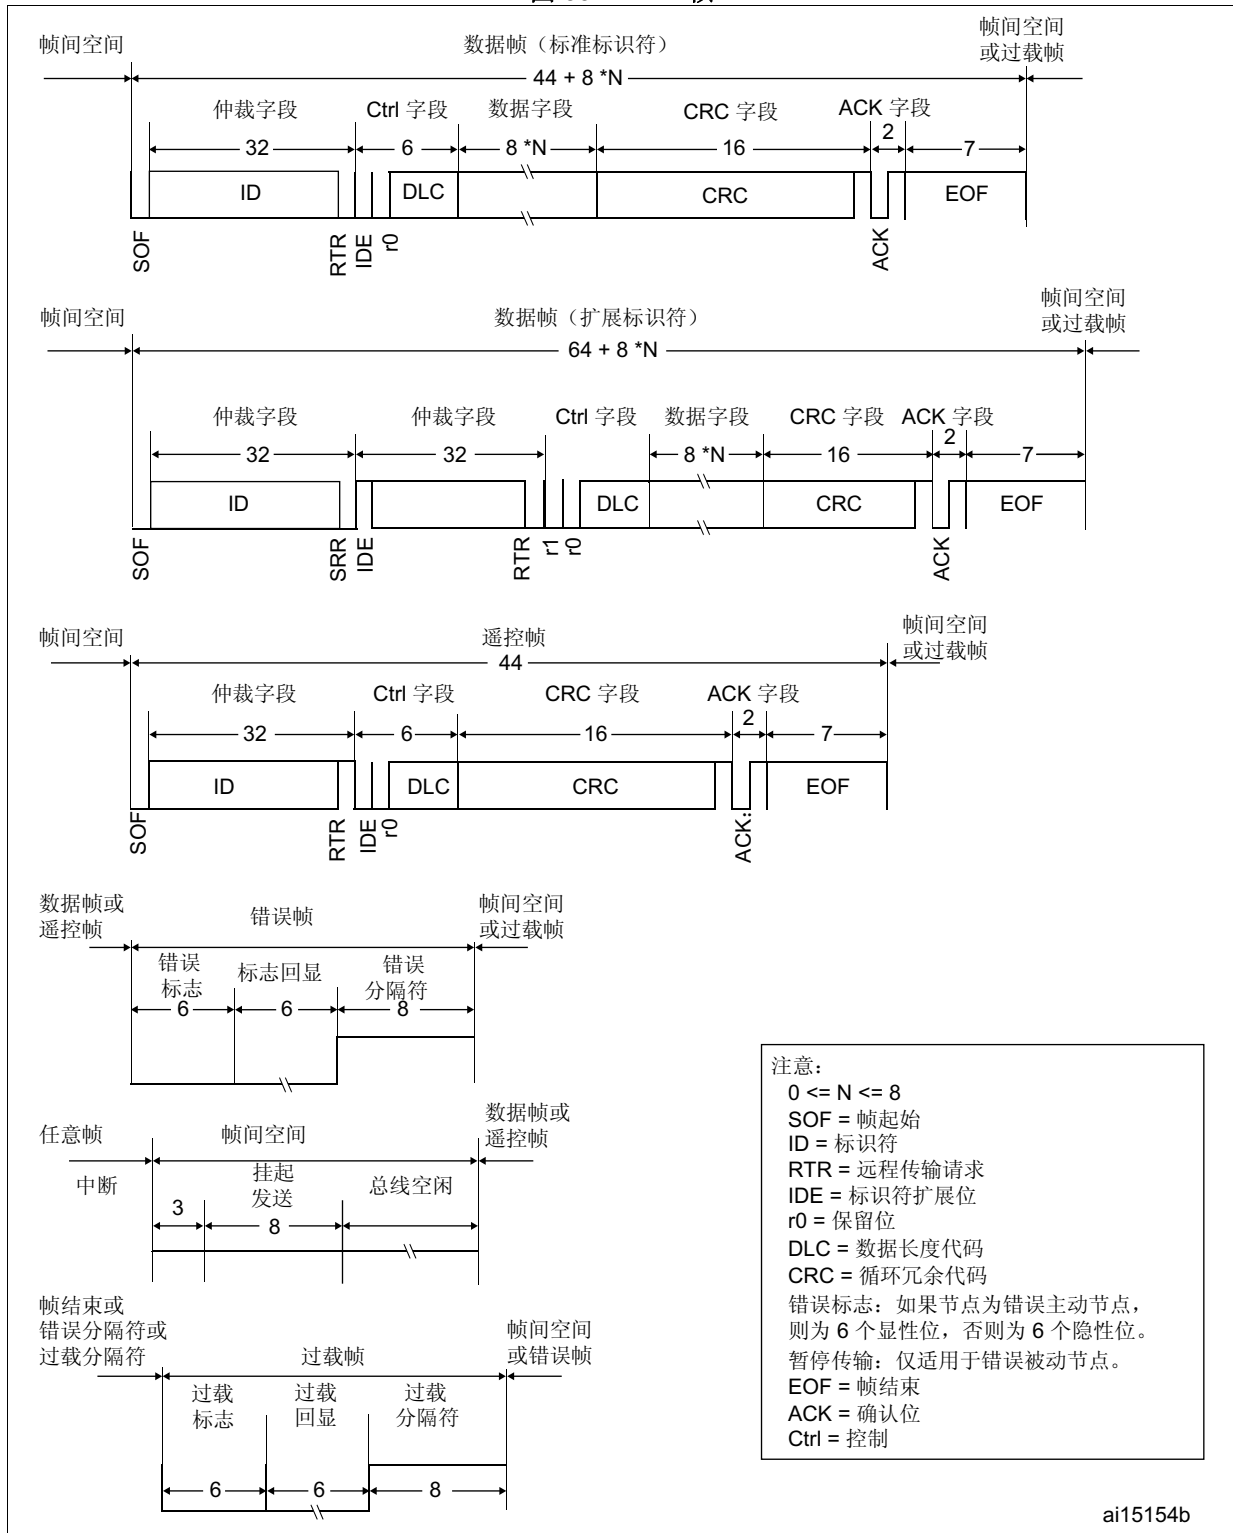 帧间空间
数据帧（标准标识符）
帧间空间
或过载帧
44 + 8 *N
仲裁字段
Ctrl 字段
数据字段
CRC 字段
ACK 字段
32
6
8 *N
16
2
7
ID
DLC
CRC
EOF
SOF
RTR
IDE
r0
ACK
帧间空间
数据帧（扩展标识符）
帧间空间
或过载帧
64 + 8 *N
仲裁字段
仲裁字段
Ctrl 字段
数据字段
CRC 字段
ACK 字段
32
32
8 *N
16
2
7
ID
DLC
CRC
EOF
SOF
SRR
IDE
RTR
r1
r0
ACK
帧间空间
遥控帧
帧间空间
或过载帧
44
仲裁字段
Ctrl 字段
CRC 字段
ACK 字段
32
6
16
2
7
ID
DLC
CRC
EOF
SOF
RTR
IDE
r0
ACK:
数据帧或
遥控帧
错误帧
帧间空间
或过载帧
错误
标志
标志回显
错误
分隔符
6
6
8
任意帧
帧间空间
数据帧或
遥控帧
中断
挂起
发送
总线空闲
3
8
帧结束或
错误分隔符或
过载分隔符
过载帧
帧间空间
或错误帧
过载
标志
过载
回显
过载
分隔符
6
6
8
注意：
0 <= N <= 8
SOF = 帧起始
ID = 标识符
RTR = 远程传输请求
IDE = 标识符扩展位
r0 = 保留位
DLC = 数据长度代码
CRC = 循环冗余代码
错误标志：如果节点为错误主动节点，
则为 6 个显性位，否则为 6 个隐性位。
暂停传输：仅适用于错误被动节点。
EOF = 帧结束
ACK = 确认位
Ctrl = 控制
ai15154b